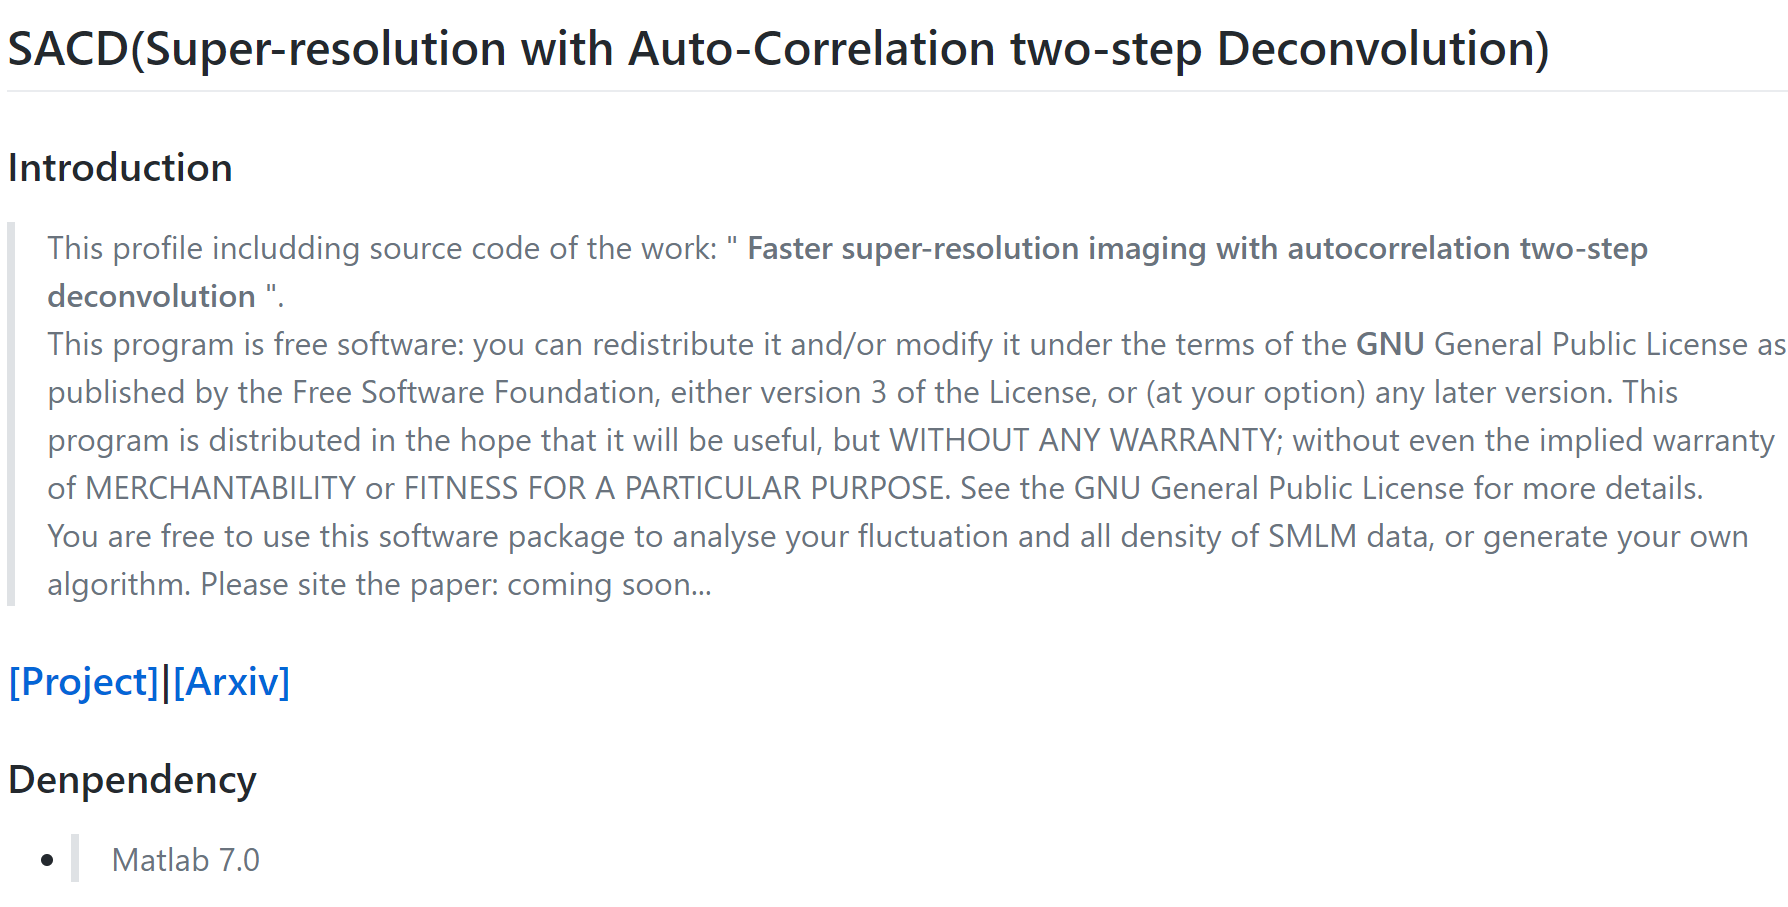 SACD(Super-resolution with Auto-Correlation two-step Deconvolution)
Introduction
This profile includding source code of the work: " Faster super-resolution imaging with autocorrelation two-step
deconvolution ".
This program is free software: you can redistribute it and/or modify it under the terms of the GNU General Public License as
published by the Free Software Foundation, either version 3 of the License, or (at your option) any later version. This
program is distributed in the hope that it will be useful, but WITHOUT ANY WARRANTY; without even the implied warranty
of MERCHANTABILITY or FITNESS FOR A PARTICULAR PURPOSE. See the GNU General Public License for more details.
You are free to use this software package to analyse your fluctuation and all density of SMLM data, or generate your own
algorithm. Please site the paper: coming soon...
[Project]|[Arxiv]
Denpendency
• Matlab 7.0